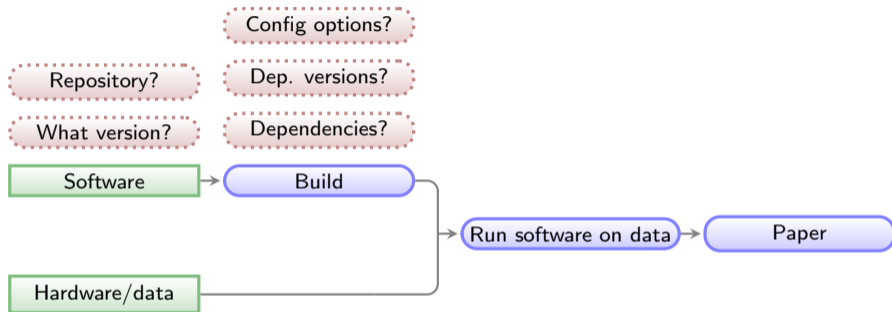 Config options?
Repository?
Dep. versions?
What version?
Dependencies?
Software
Build
Run software on data
Paper
Hardware/data